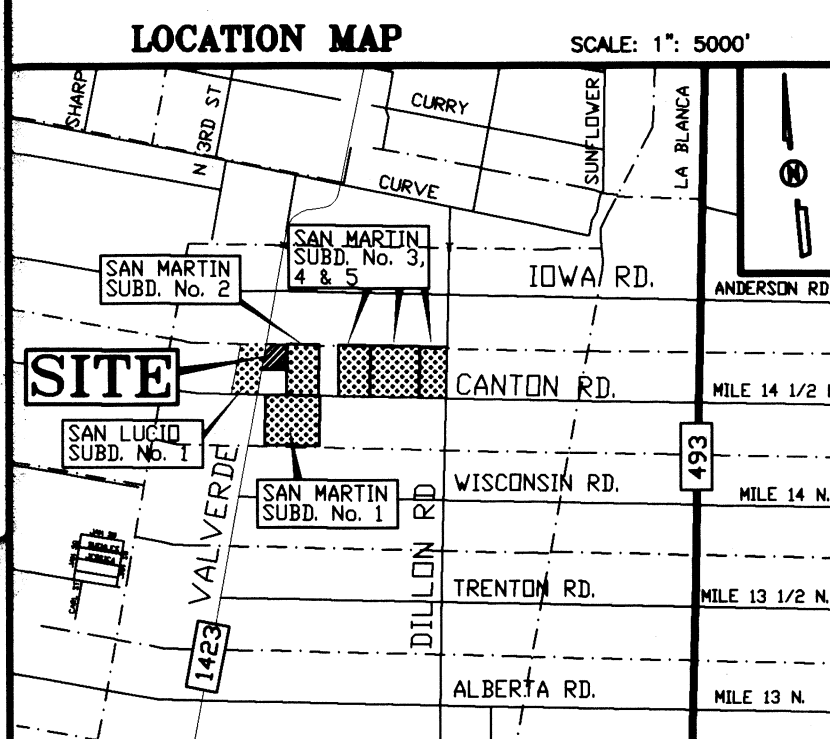 LOCATION MAP
SCALE: 1": 5000'
SHARP
N 3RD ST
CURRY
SUNFLOWER
LA BLANCA
N
CURVE
SAN MARTIN
SUBD. No. 3,
4 & 5
SAN MARTIN
SUBD. No. 2
IOWA RD.
ANDERSON RD
SITE
CANTON RD.
MILE 14 1/2
SAN LUCIO
SUBD. No. 1
493
WISCONSIN RD.
MILE 14 N.
SAN MARTIN
SUBD. No. 1
VALVERDE
DILLON RD
TRENTON RD.
MILE 13 1/2 N.
1423
ALBERTA RD.
MILE 13 N.